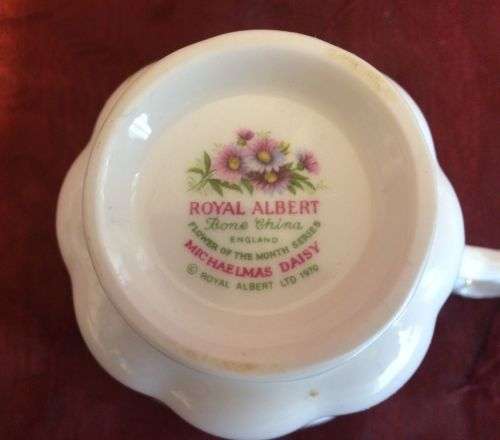 ROYAL ALBERT
Bone China
ENGLAND
FLOWER OF THE MONTH SERIES
MICHAELMAS DAISY
© ROYAL ALBERT LTD 1970